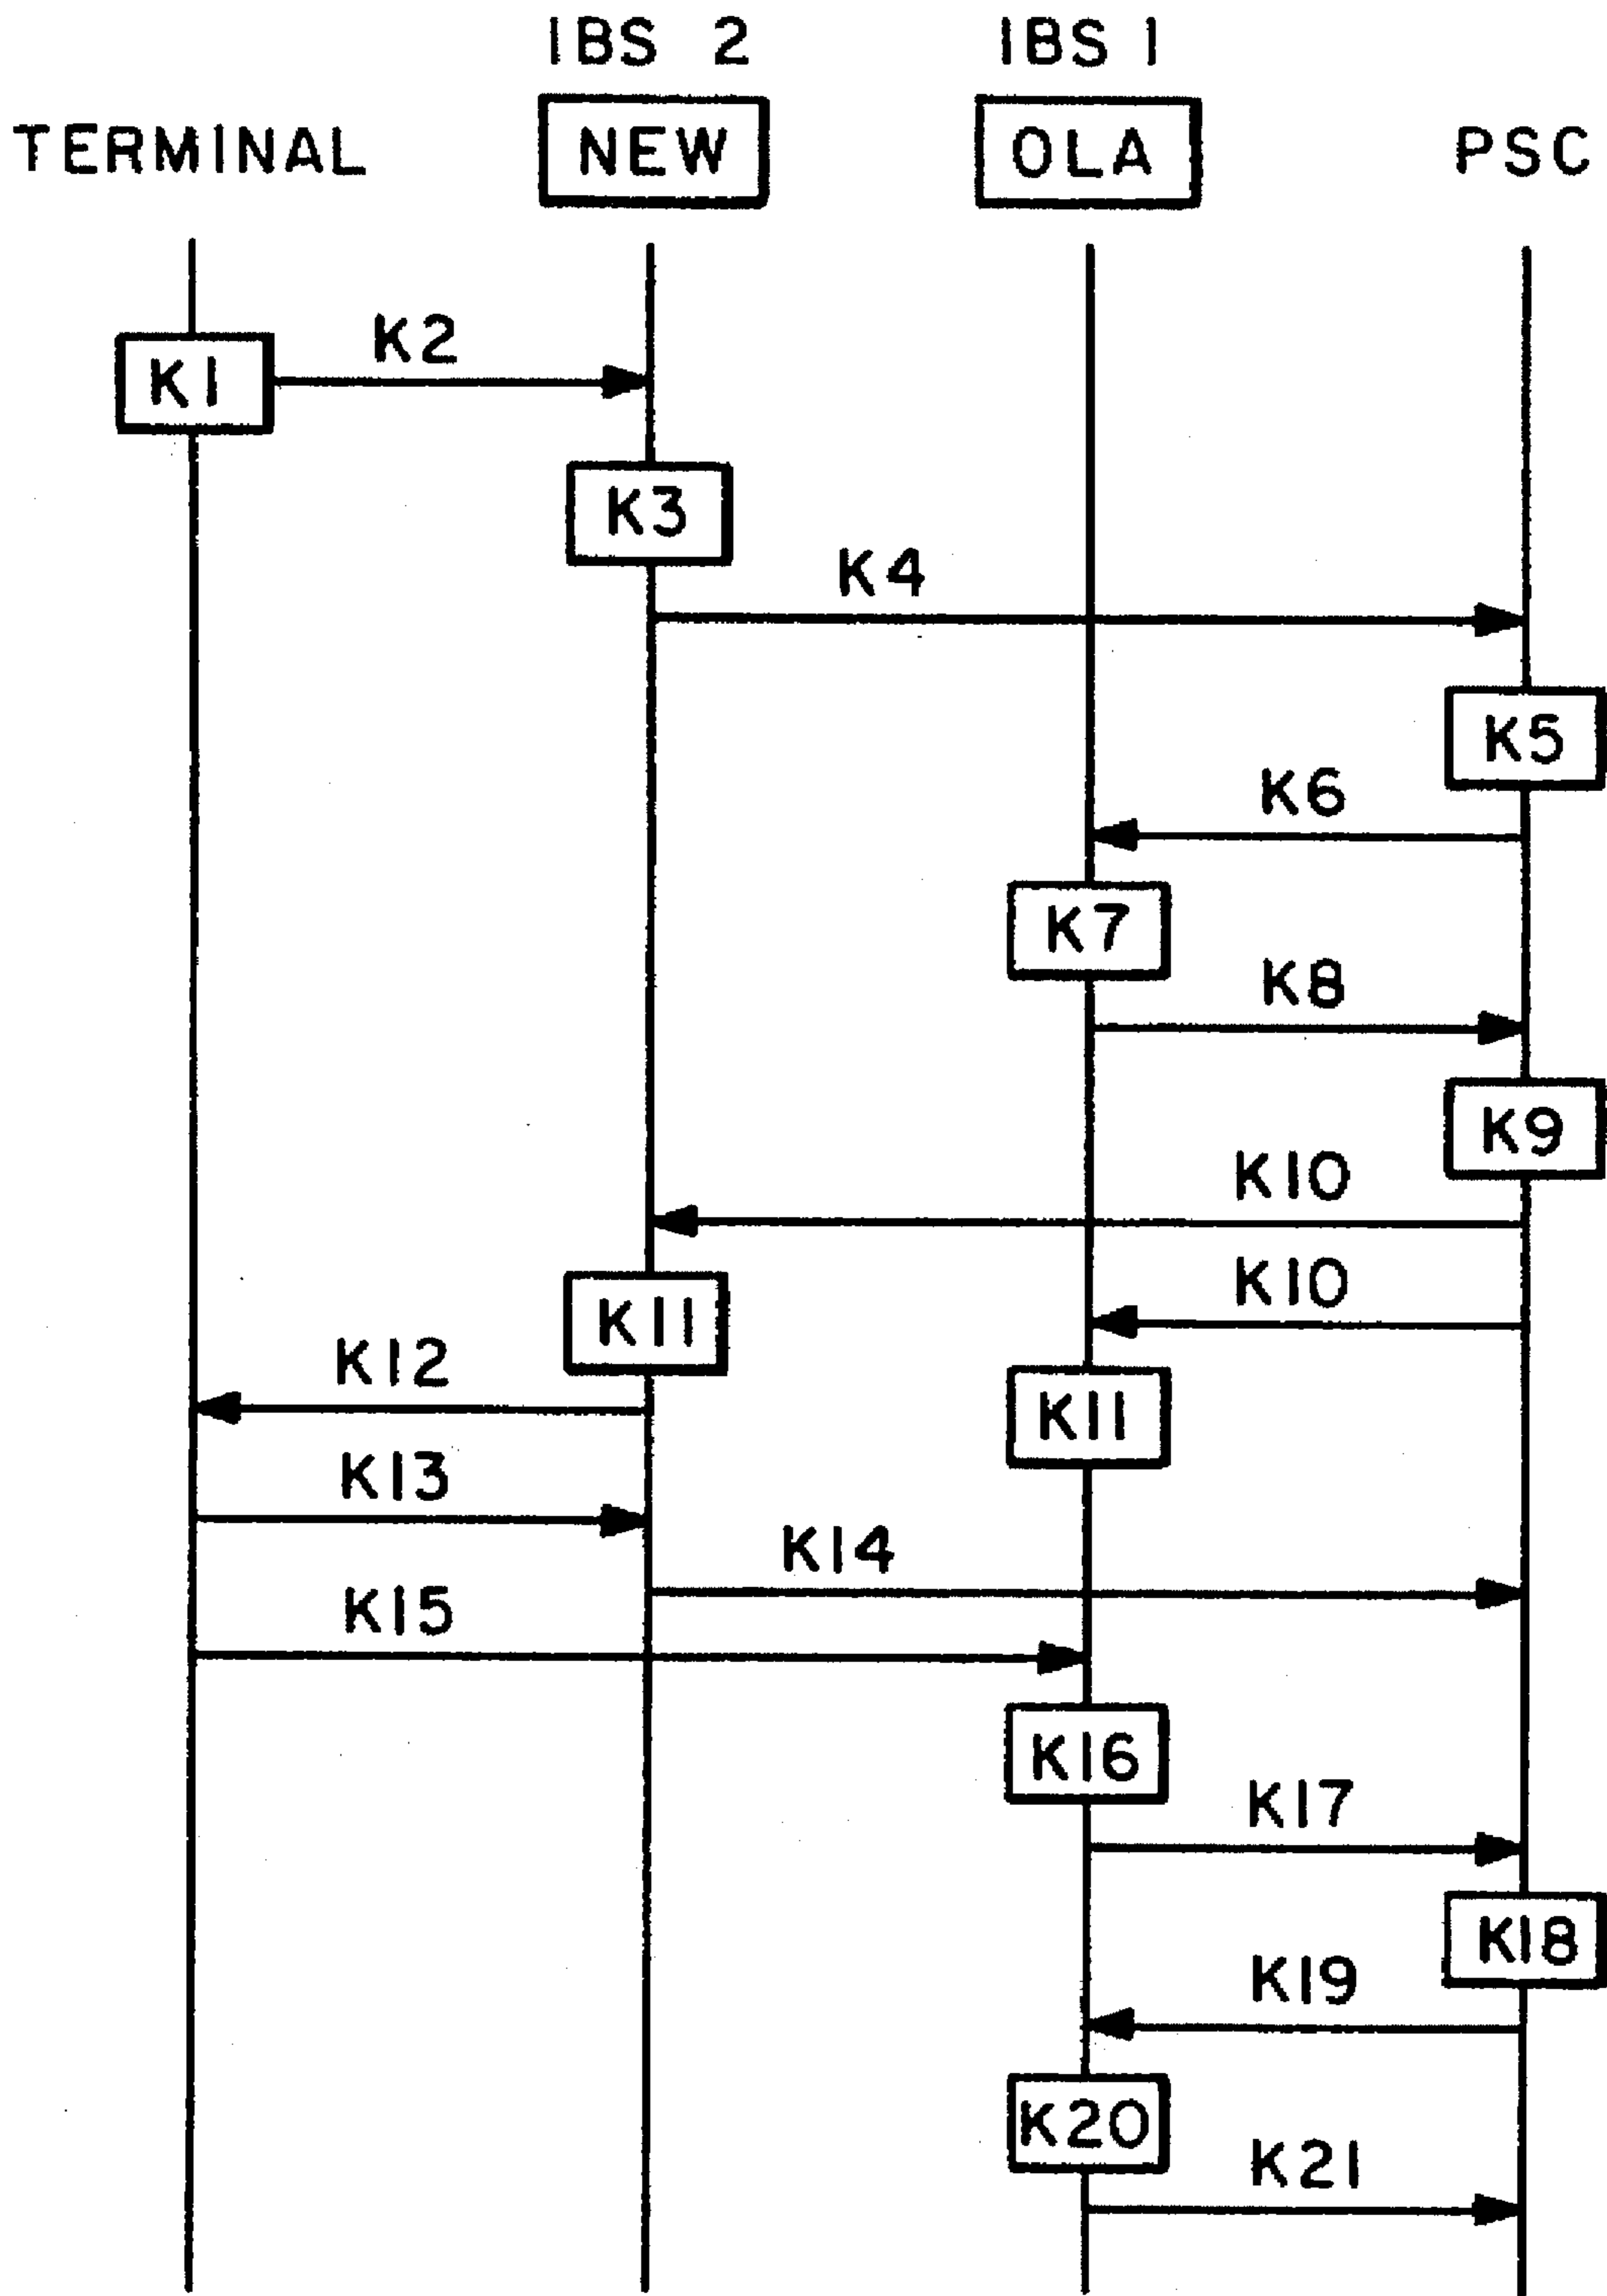 IBS 2
IBS 1
TERMINAL
NEW
OLA
PSC
K1
K2
K3
K4
K5
K6
K7
K8
K9
K10
K10
K11
K12
K11
K13
K14
K15
K16
K17
K18
K19
K20
K21